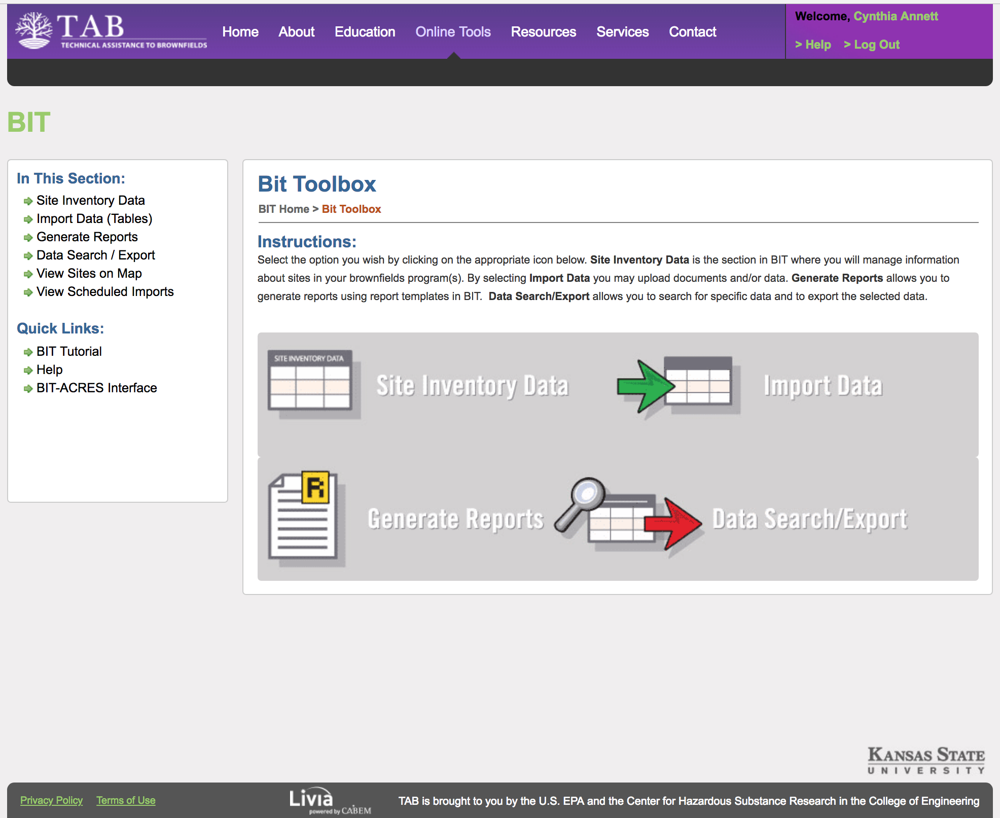 TAB
TECHNICAL ASSISTANCE TO BROWNFIELDS
Home About Education Online Tools Resources Services Contact
Welcome, Cynthia Annett
> Help > Log Out
BIT
In This Section:
Site Inventory Data
Import Data (Tables)
Generate Reports
Data Search / Export
View Sites on Map
View Scheduled Imports
Quick Links:
BIT Tutorial
Help
BIT-ACRES Interface
Bit Toolbox
BIT Home > Bit Toolbox
Instructions:
Select the option you wish by clicking on the appropriate icon below. Site Inventory Data is the section in BIT where you will manage information
about sites in your brownfields program(s). By selecting Import Data you may upload documents and/or data. Generate Reports allows you to
generate reports using report templates in BIT. Data Search/Export allows you to search for specific data and to export the selected data.
SITE INVENTORY DATA
Site Inventory Data
Import Data
R
Generate Reports
Data Search/Export
KANSAS STATE
UNIVERSITY
Privacy Policy Terms of Use
Livia
powered by CABEM
TAB is brought to you by the U.S. EPA and the Center for Hazardous Substance Research in the College of Engineering